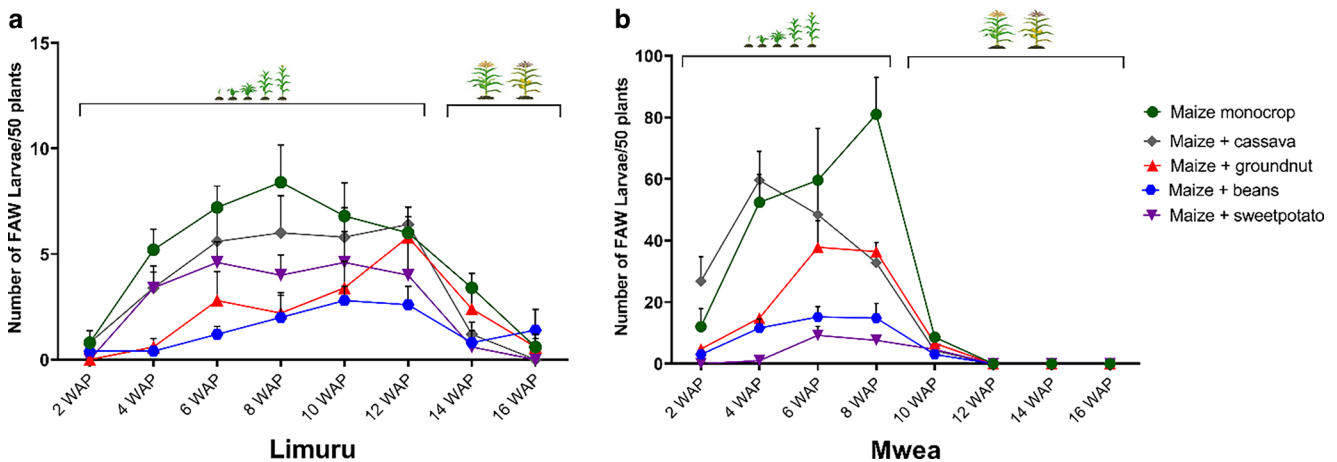 a
Number of FAW Larvae/50 plants
15
10
5
0
2 WAP
4 WAP
6 WAP
8 WAP
10 WAP
12 WAP
14 WAP
16 WAP
Limuru
b
Number of FAW Larvae/50 plants
100
80
60
40
20
0
2 WAP
4 WAP
6 WAP
8 WAP
10 WAP
12 WAP
14 WAP
16 WAP
Mwea
Maize monocrop
Maize + cassava
Maize + groundnut
Maize + beans
Maize + sweetpotato